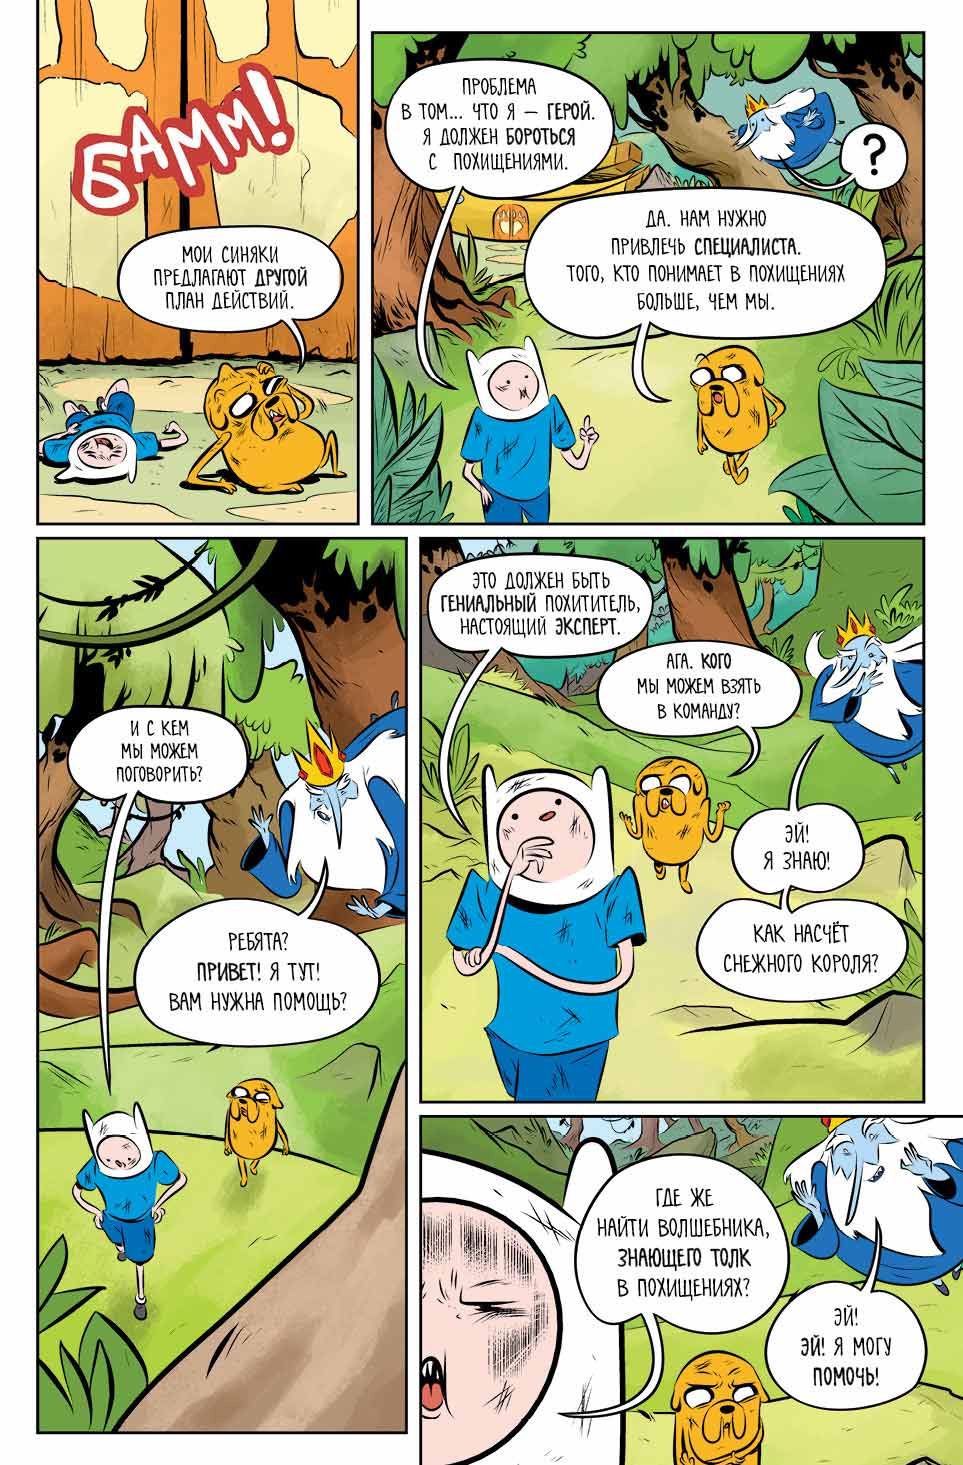 БАММ!
МОИ СИНЯКИ
ПРЕДЛАГАЮТ ДРУГОЙ
ПЛАН ДЕЙСТВИЙ.
ПРОБЛЕМА
В ТОМ... ЧТО Я – ГЕРОЙ.
Я ДОЛЖЕН БОРОТЬСЯ
С ПОХИЩЕНИЯМИ.
?
ДА. НАМ НУЖНО
ПРИВЛЕЧЬ СПЕЦИАЛИСТА.
ТОГО, КТО ПОНИМАЕТ В ПОХИЩЕНИЯХ
БОЛЬШЕ, ЧЕМ МЫ.
И С КЕМ
МЫ МОЖЕМ
ПОГОВОРИТЬ?
РЕБЯТА?
ПРИВЕТ! Я ТУТ!
ВАМ НУЖНА ПОМОЩЬ?
ЭТО ДОЛЖЕН БЫТЬ
ГЕНИАЛЬНЫЙ ПОХИТИТЕЛЬ,
НАСТОЯЩИЙ ЭКСПЕРТ.
АГА. КОГО
МЫ МОЖЕМ ВЗЯТЬ
В КОМАНДУ?
ЭЙ!
Я ЗНАЮ!
КАК НАСЧЁТ
СНЕЖНОГО КОРОЛЯ?
ГДЕ ЖЕ
НАЙТИ ВОЛШЕБНИКА,
ЗНАЮЩЕГО ТОЛК
В ПОХИЩЕНИЯХ?
ЭЙ!
ЭЙ! Я МОГУ
ПОМОЧЬ!